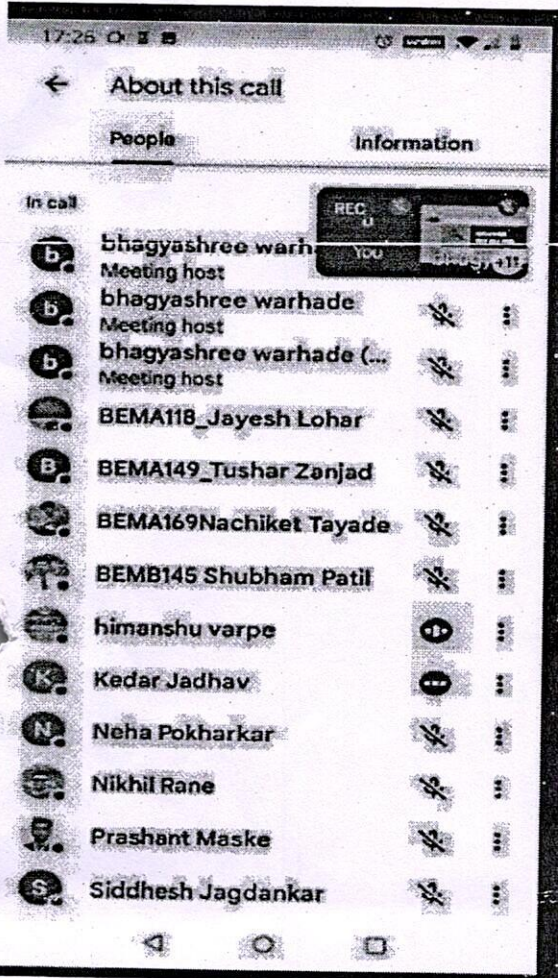 17:26
About this call
People Information
In call
REC
YOU
+11
bhagyashree warh
Meeting host
bhagyashree warhade
Meeting host
bhagyashree warhade (...
Meeting host
BEMA118_Jayesh Lohar
BEMA149_Tushar Zanjad
BEMA169Nachiket Tayade
BEMB145 Shubham Patil
himanshu varpe
K Kedar Jadhav
N Neha Pokharkar
Nikhil Rane
Prashant Maske
S Siddhesh Jagdankar